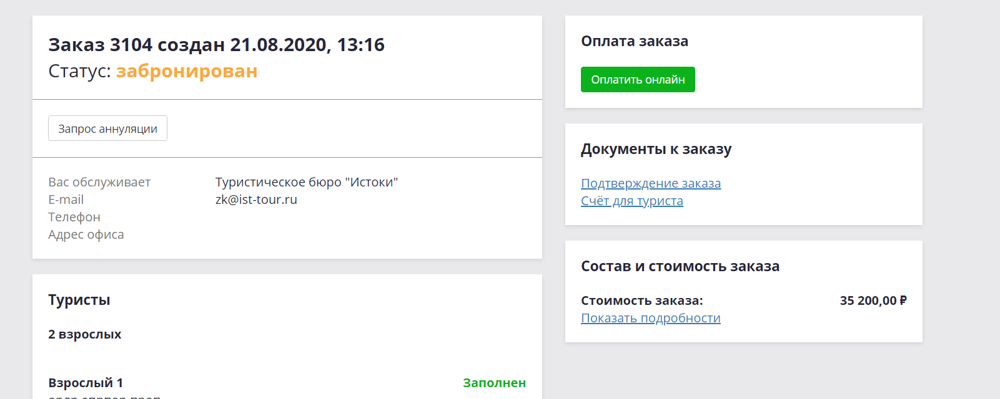 Заказ 3104 создан 21.08.2020, 13:16
Статус: забронирован
Запрос аннуляции
Вас обслуживает Туристическое бюро "Истоки"
E-mail zk@ist-tour.ru
Телефон
Адрес офиса
Туристы
2 взрослых
Взрослый 1 Заполнен
Оплата заказа
Оплатить онлайн
Документы к заказу
Подтверждение заказа
Счёт для туриста
Состав и стоимость заказа
Стоимость заказа: 35 200,00 ₽
Показать подробности